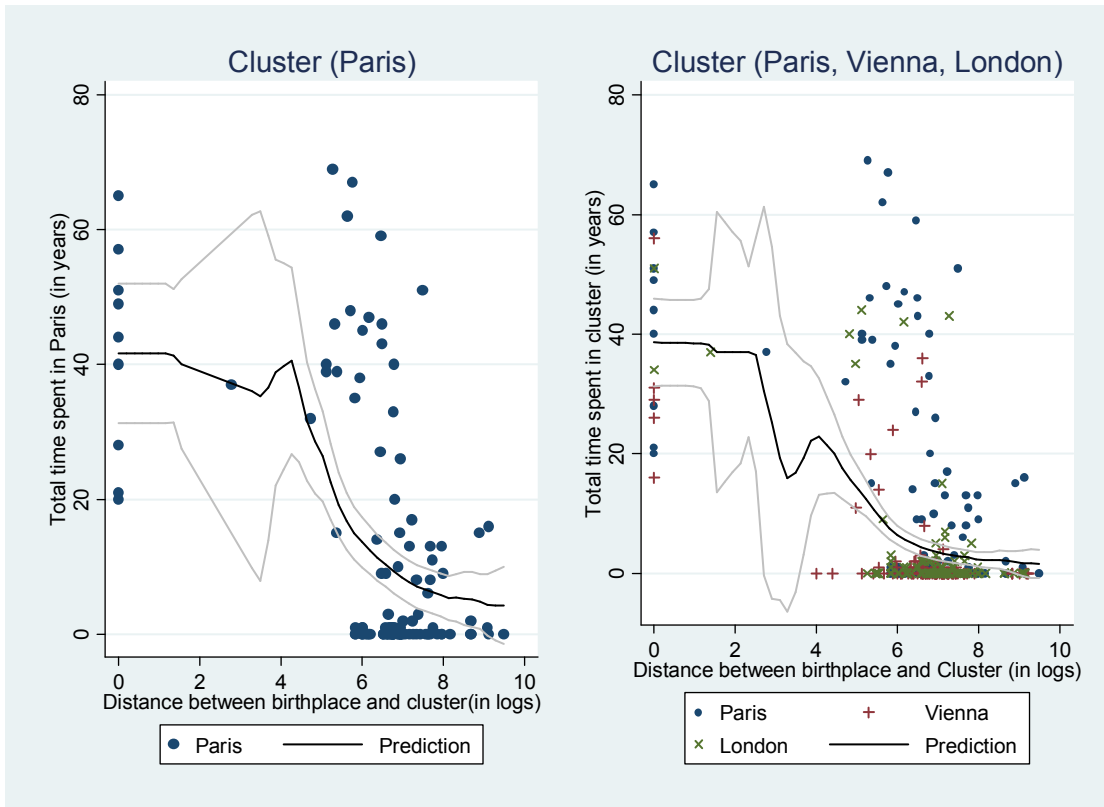 Cluster (Paris)
Total time spent in Paris (in years)
80
60
40
20
0
0 2 4 6 8 10
Distance between birthplace and cluster(in logs)
Paris Prediction
Cluster (Paris, Vienna, London)
Total time spent in cluster (in years)
80
60
40
20
0
0 2 4 6 8 10
Distance between birthplace and Cluster (in logs)
Paris Vienna
London Prediction